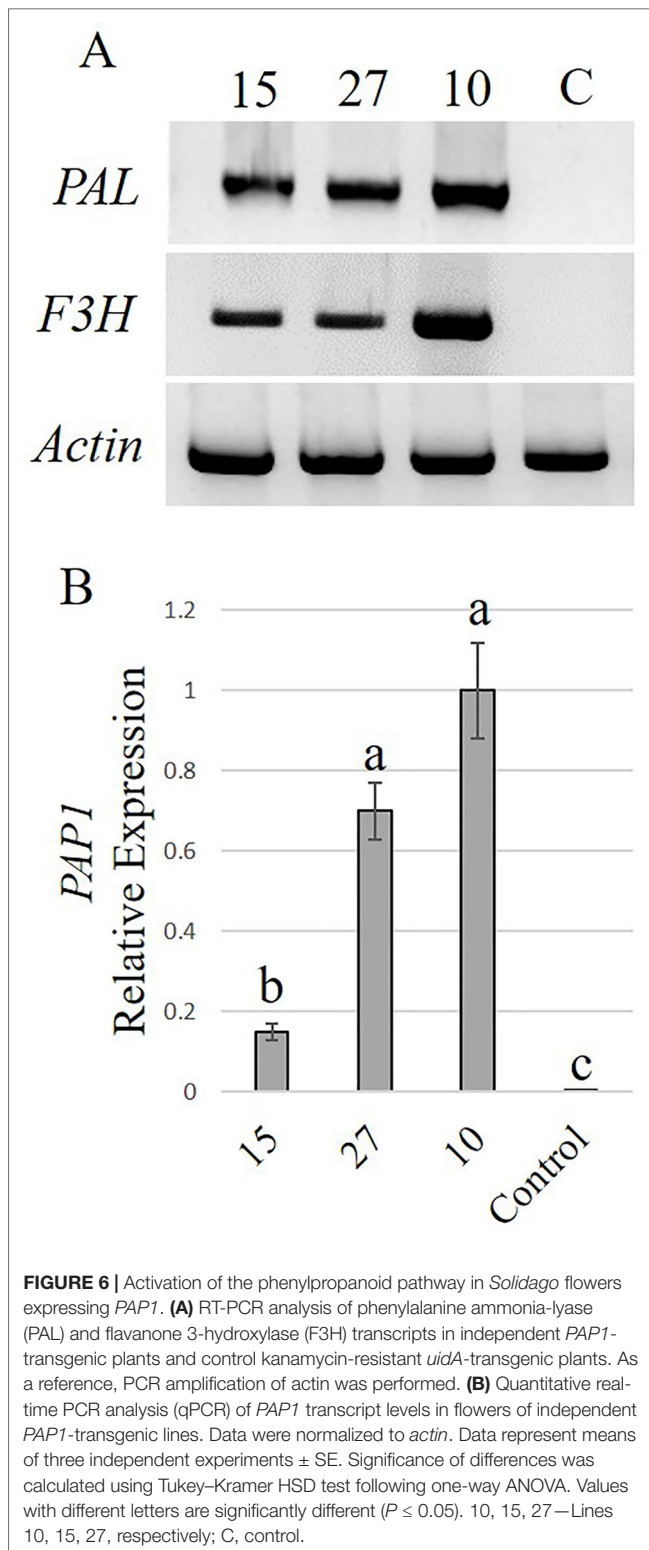 A
15 27 10 C
PAL
F3H
Actin
B
PAP1
Relative Expression
1.2
1
0.8
0.6
0.4
0.2
0
b
a
a
c
15
27
10
Control
FIGURE 6 | Activation of the phenylpropanoid pathway in Solidago flowers
expressing PAP1. (A) RT-PCR analysis of phenylalanine ammonia-lyase
(PAL) and flavanone 3-hydroxylase (F3H) transcripts in independent PAP1-
transgenic plants and control kanamycin-resistant uidA-transgenic plants. As
a reference, PCR amplification of actin was performed. (B) Quantitative real-
time PCR analysis (qPCR) of PAP1 transcript levels in flowers of independent
PAP1-transgenic lines. Data were normalized to actin. Data represent means
of three independent experiments ± SE. Significance of differences was
calculated using Tukey–Kramer HSD test following one-way ANOVA. Values
with different letters are significantly different (P ≤ 0.05). 10, 15, 27—Lines
10, 15, 27, respectively; C, control.